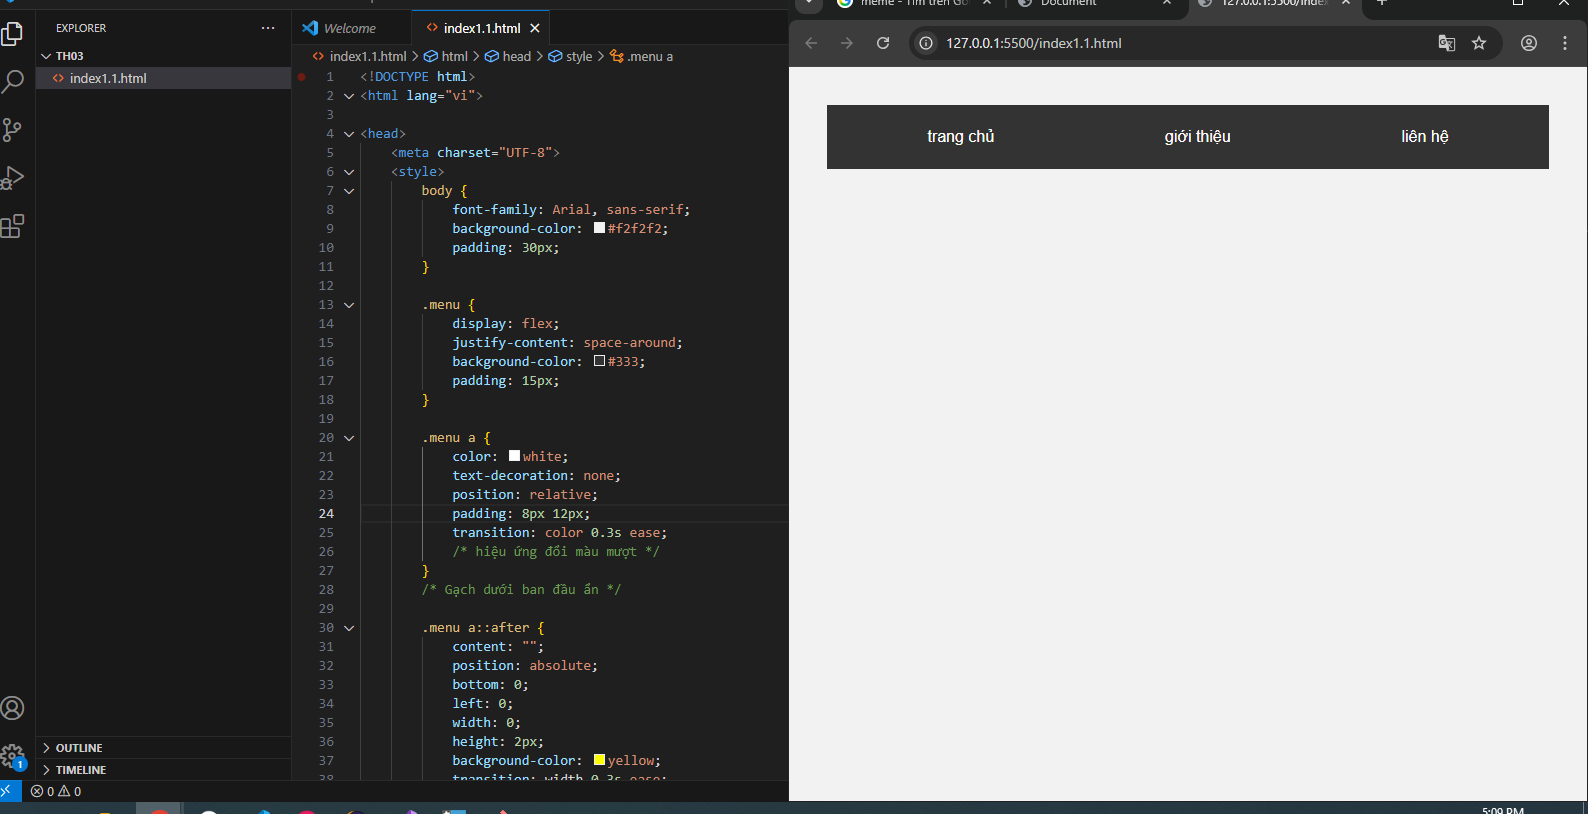 EXPLORER
TH03
index1.1.html
OUTLINE
TIMELINE
1
0 0
Welcome
index1.1.html
index1.1.html > html > head > style > .menu a
1 <!DOCTYPE html>
2 <html lang="vi">
3
4 <head>
5 <meta charset="UTF-8">
6 <style>
7 body {
8 font-family: Arial, sans-serif;
9 background-color: #f2f2f2;
10 padding: 30px;
11 }
12
13 .menu {
14 display: flex;
15 justify-content: space-around;
16 background-color: #333;
17 padding: 15px;
18 }
19
20 .menu a {
21 color: white;
22 text-decoration: none;
23 position: relative;
24 padding: 8px 12px;
25 transition: color 0.3s ease;
26 /* hiệu ứng đổi màu mượt */
27 }
28 /* Gạch dưới ban đầu ẩn */
29
30 .menu a::after {
31 content: "";
32 position: absolute;
33 bottom: 0;
34 left: 0;
35 width: 0;
36 height: 2px;
37 background-color: yellow;
38 transition: width 0.3s ease;
meme - Tìm trên Go
Document
127.0.0.1:5500/index
127.0.0.1:5500/index1.1.html
trang chủ
giới thiệu
liên hệ
5:09 PM